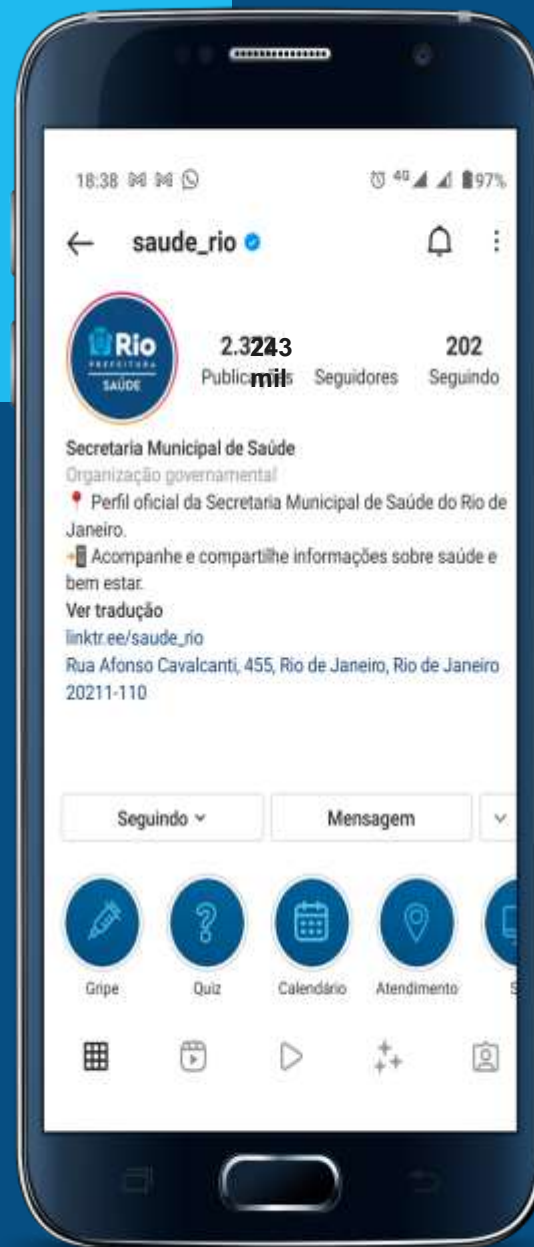 18:38
4G
97%
saude_rio
Rio
PREFEITURA
SAÚDE
243
mil
202
Publicações
Seguidores
Seguindo
Secretaria Municipal de Saúde
Organização governamental
Perfil oficial da Secretaria Municipal de Saúde do Rio de
Janeiro.
Acompanhe e compartilhe informações sobre saúde e
bem estar.
Ver tradução
linktr.ee/saude_rio
Rua Afonso Cavalcanti, 455, Rio de Janeiro, Rio de Janeiro
20211-110
Seguindo
Mensagem
Gripe
Quiz
Calendário
Atendimento